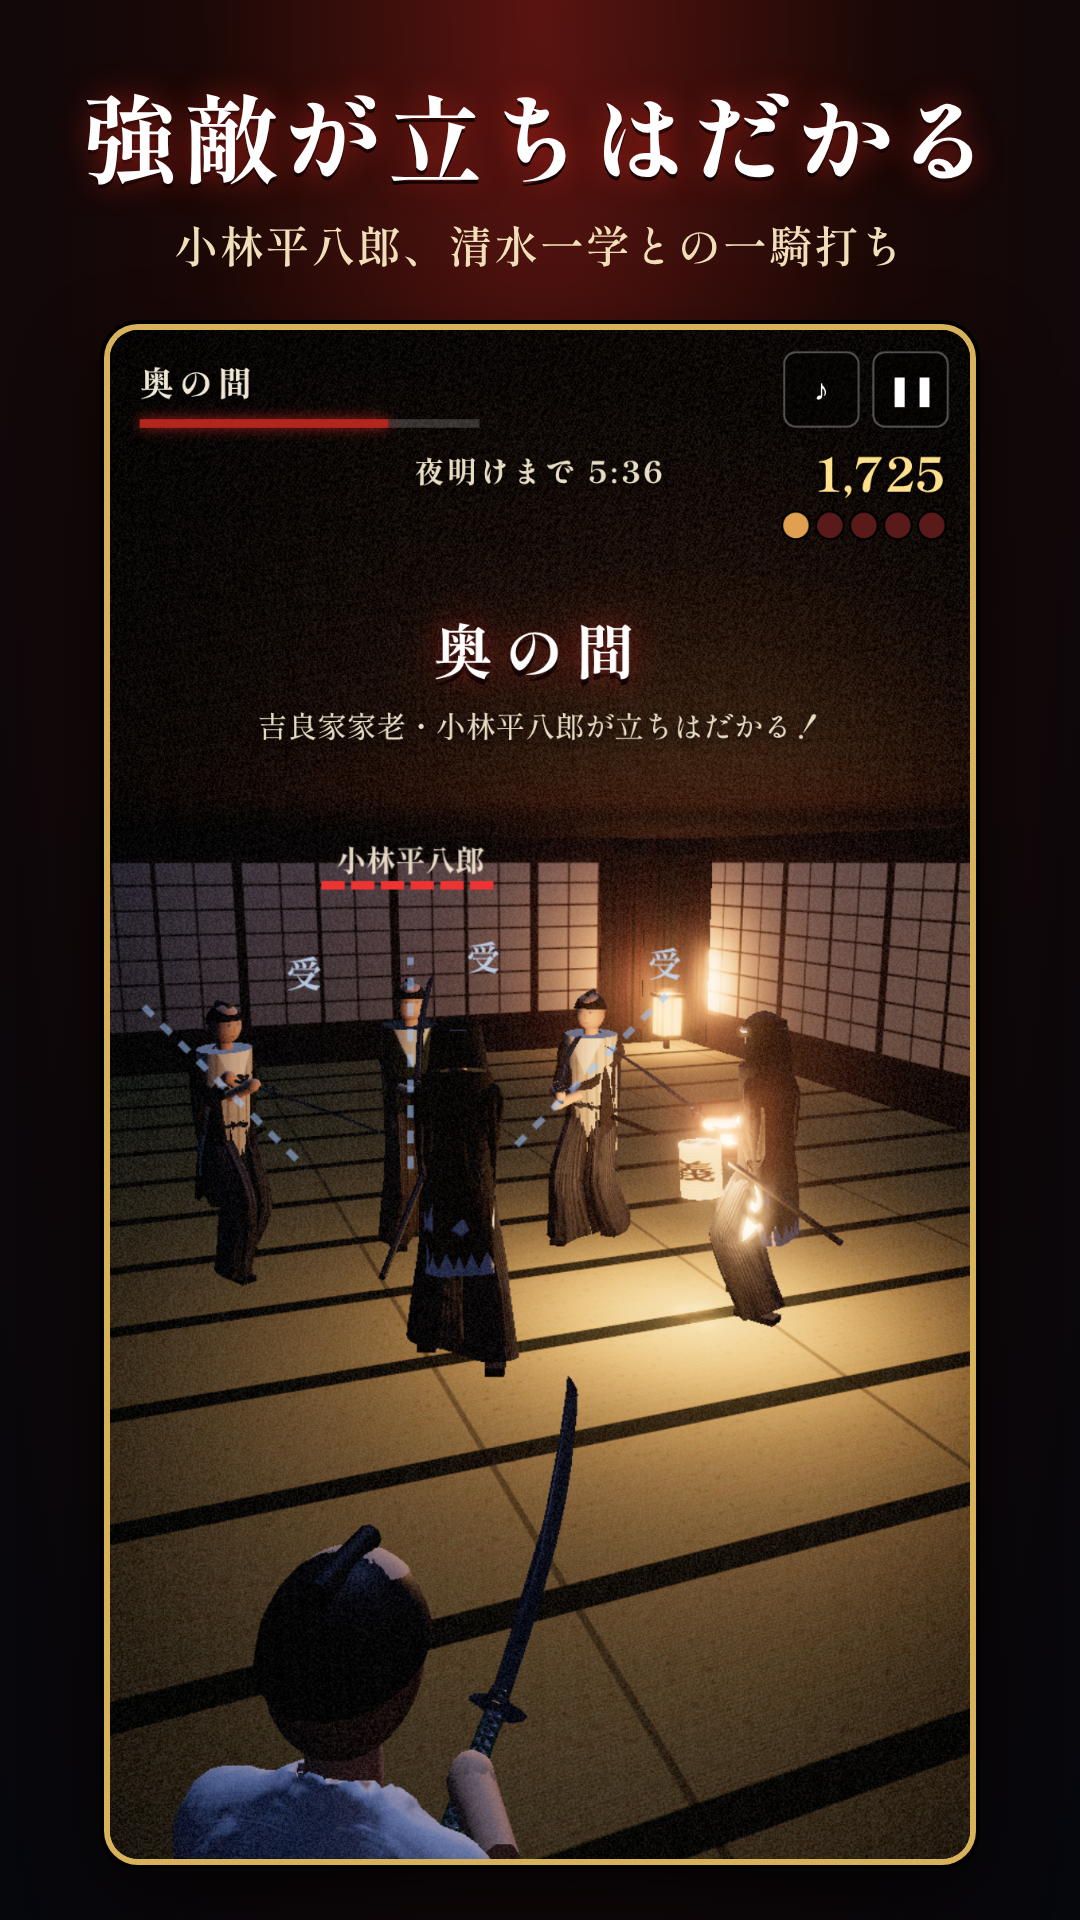 強敵が立ちはだかる
小林平八郎、清水一学との一騎打ち
奥の間
♪
夜明けまで 5:36
1,725
奥の間
吉良家家老・小林平八郎が立ちはだかる!
小林平八郎
受
受
受